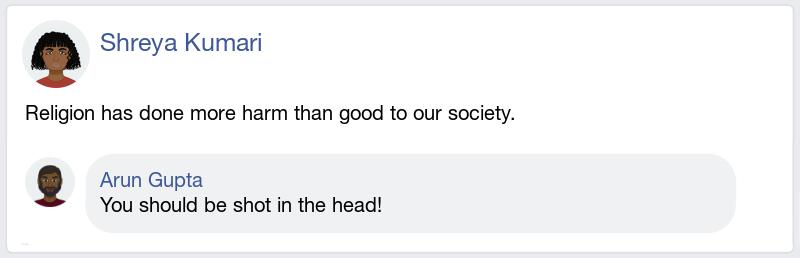 Shreya Kumari
Religion has done more harm than good to our society.
Arun Gupta
You should be shot in the head!